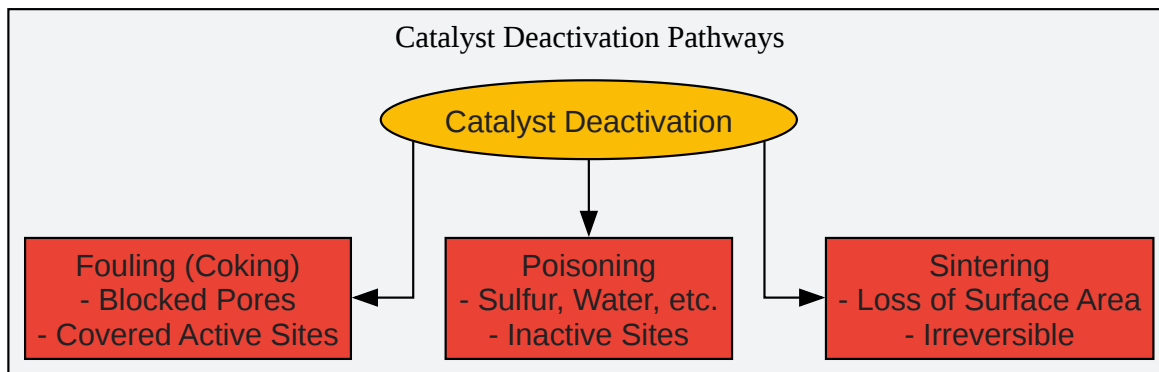 Catalyst Deactivation Pathways
Catalyst Deactivation
Fouling (Coking)
- Blocked Pores
- Covered Active Sites
Poisoning
- Sulfur, Water, etc.
- Inactive Sites
Sintering
- Loss of Surface Area
- Irreversible